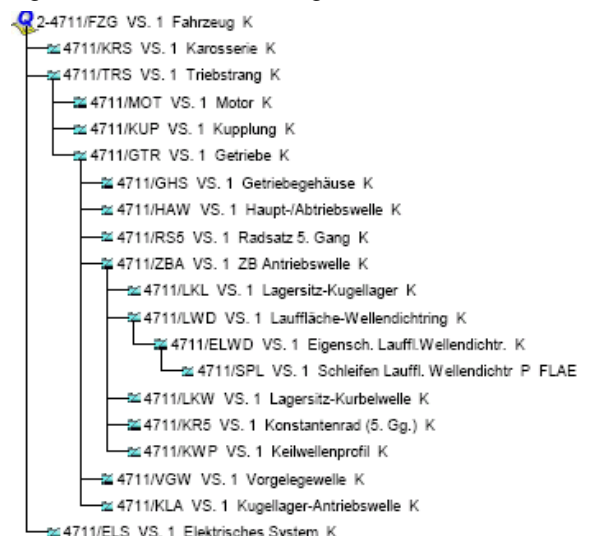 2-4711/FZG VS. 1 Fahrzeug K
4711/KRS VS. 1 Karosserie K
4711/TRS VS. 1 Triebstrang K
4711/MOT VS. 1 Motor K
4711/KUP VS. 1 Kupplung K
4711/GTR VS. 1 Getriebe K
4711/GHS VS. 1 Getriebegehäuse K
4711/HAW VS. 1 Haupt-/Abtriebswelle K
4711/RS5 VS. 1 Radsatz 5. Gang K
4711/ZBA VS. 1 ZB Antriebswelle K
4711/LKL VS. 1 Lagersitz-Kugellager K
4711/LWD VS. 1 Lauffläche-Wellendichtring K
4711/ELWD VS. 1 Eigensch. Lauffl.Wellendichtr. K
4711/SPL VS. 1 Schleifen Lauffl. Wellendichtr P FLAE
4711/LKW VS. 1 Lagersitz-Kurbelwelle K
4711/KR5 VS. 1 Konstantenrad (5. Gg.) K
4711/KWP VS. 1 Keilwellenprofil K
4711/VGW VS. 1 Vorgelegewelle K
4711/KLA VS. 1 Kugellager-Antriebswelle K
4711/ELS VS. 1 Elektrisches System K